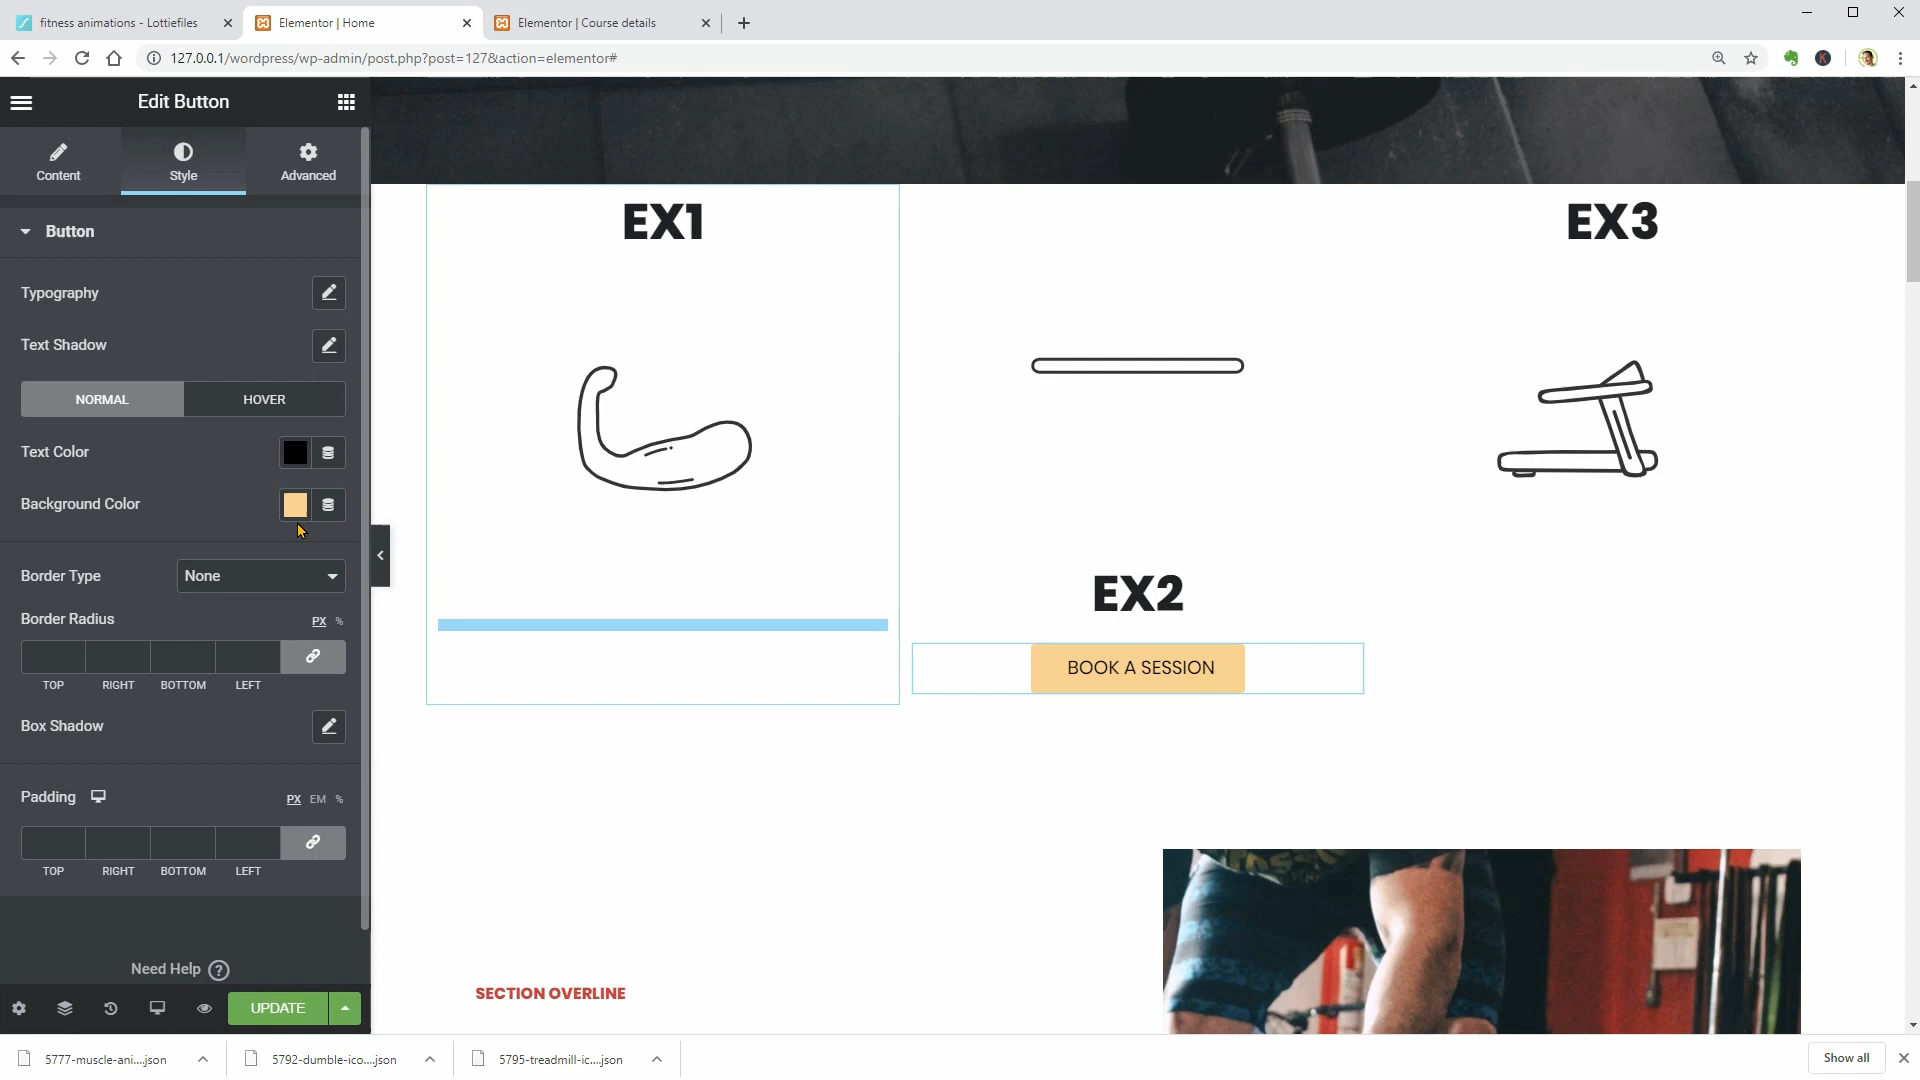 fitness animations - Lottiefiles
Elementor | Home
Elementor | Course details
127.0.0.1/wordpress/wp-admin/post.php?post=127&action=elementor#
K
Edit Button
Content
Style
Advanced
Button
Typography
Text Shadow
NORMAL
HOVER
Text Color
Background Color
Border Type
None
Border Radius
PX %
TOP RIGHT BOTTOM LEFT
Box Shadow
Padding
PX EM %
TOP RIGHT BOTTOM LEFT
Need Help ?
UPDATE
EX1
EX3
EX2
BOOK A SESSION
SECTION OVERLINE
5777-muscle-ani....json
5792-dumble-ico....json
5795-treadmill-ic....json
Show all